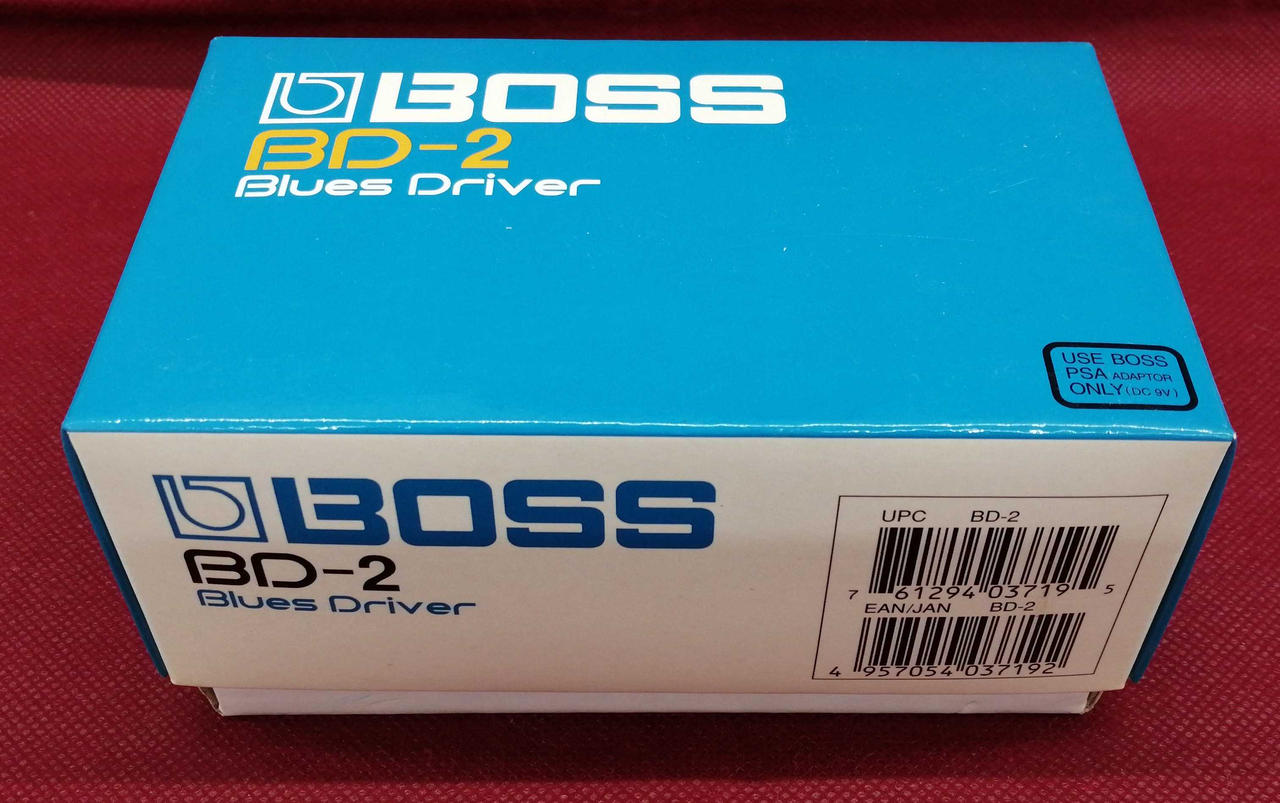 BOSS
BD-2
Blues Driver
USE BOSS
PSA ADAPTOR
ONLY (DC 9V)
BOSS
BD-2
Blues Driver
UPC BD-2
7 61294 03719 5
EAN/JAN BD-2
4 957054 037192